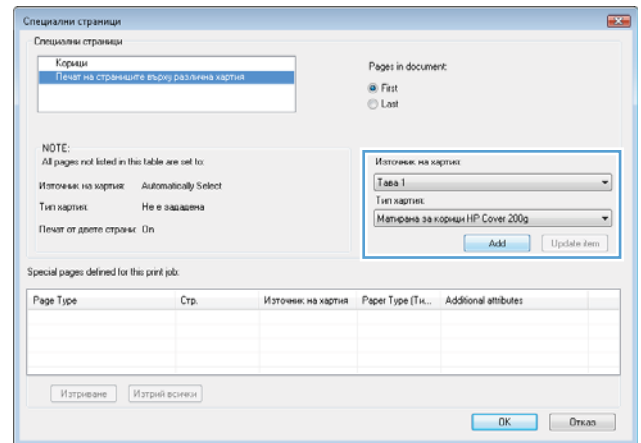 Специални страници
Специални страници
Корици
Печат на страниците върху различна хартия
Pages in document:
First
Last
NOTE:
All pages not listed in this table are set to:
Източник на хартия: Automatically Select
Тип хартия: Не е зададена
Печат от двете страни: On
Източник на хартия:
Тава 1
Тип хартия:
Матирана за корици HP Cover 200g
Add Update item
Special pages defined for this print job:
Page Type Стр. Източник на хартия Paper Type (Ти... Additional attributes
Изтриване Изтрий всички
OK Отказ